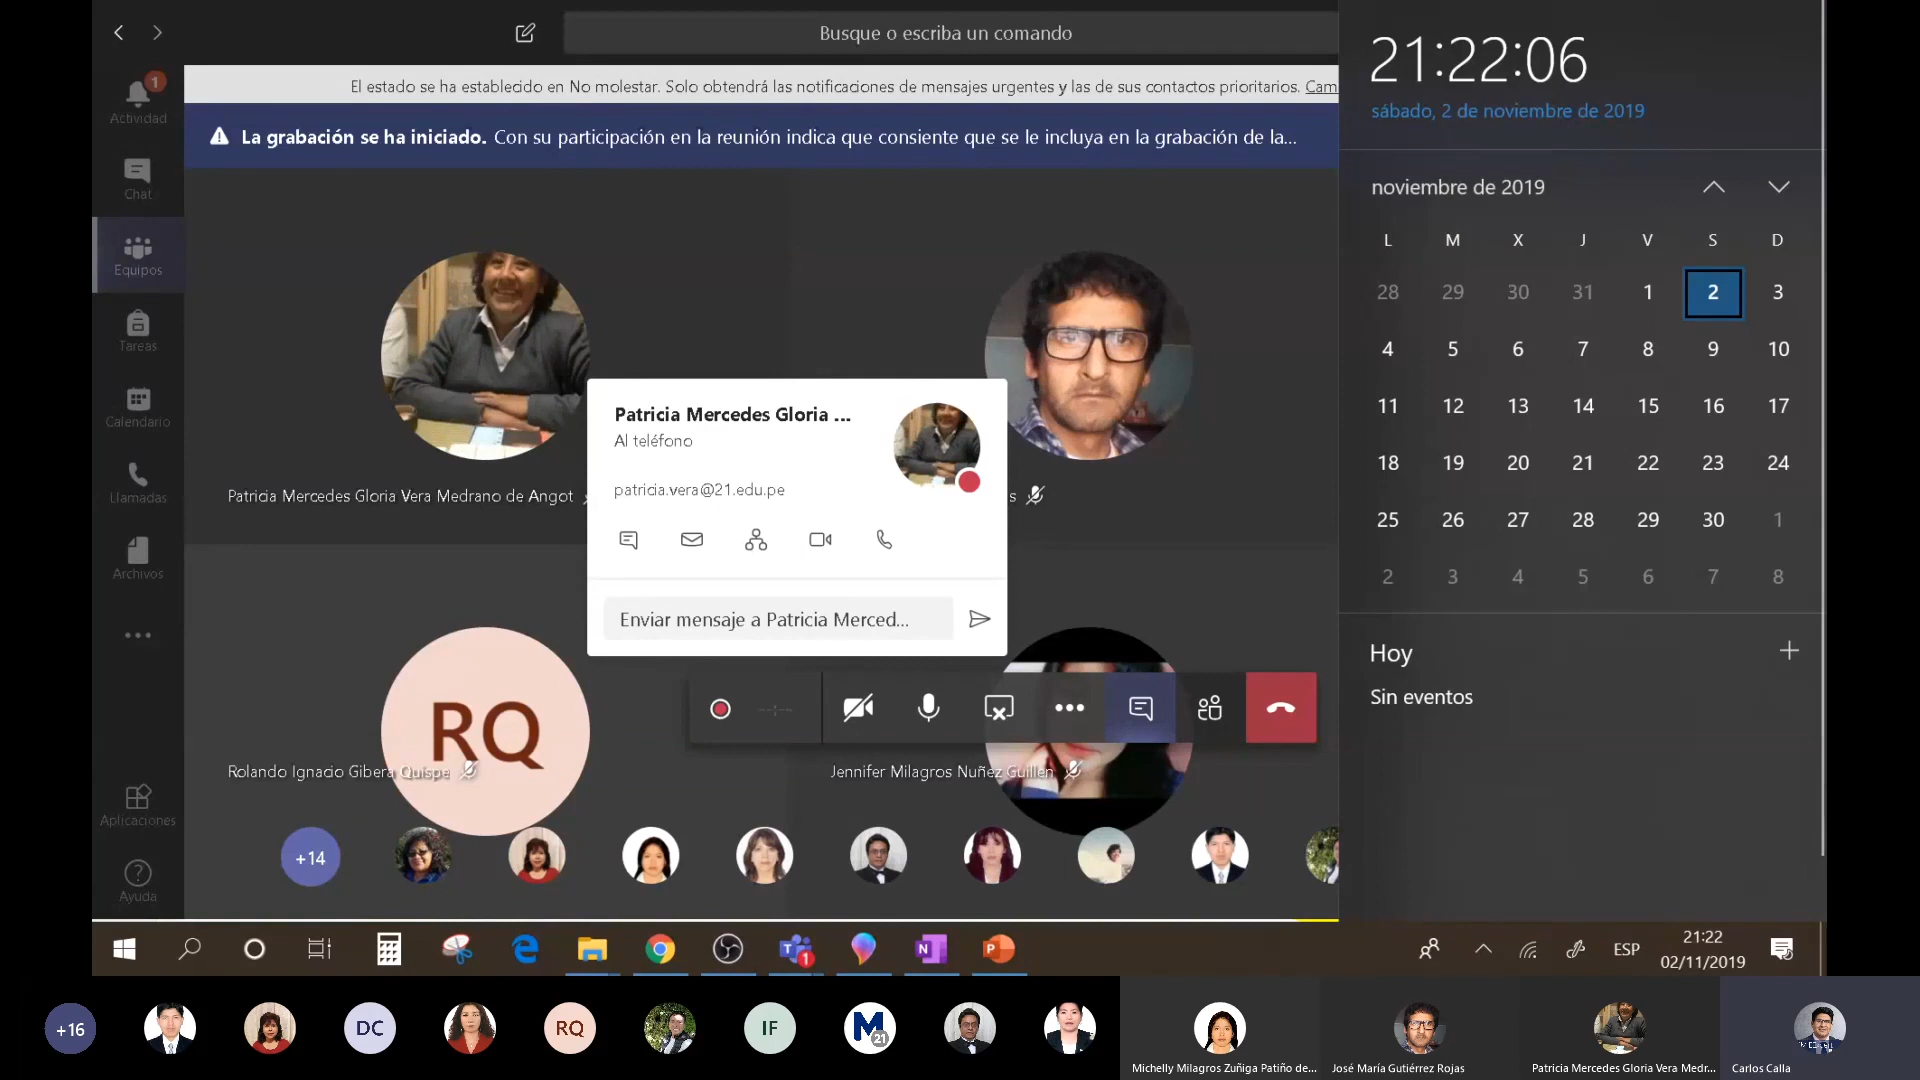 Busque o escriba un comando
El estado se ha establecido en No molestar. Solo obtendrá las notificaciones de mensajes urgentes y las de sus contactos prioritarios. Cam
La grabación se ha iniciado. Con su participación en la reunión indica que consiente que se le incluya en la grabación de la...
1
Actividad
Chat
Equipos
Tareas
Calendario
Llamadas
Archivos
Aplicaciones
Ayuda
Patricia Mercedes Gloria Vera Medrano de Angot
s
Patricia Mercedes Gloria ...
Al teléfono
patricia.vera@21.edu.pe
Enviar mensaje a Patricia Merced...
RQ
Rolando Ignacio Gibera Quispe
Jennifer Milagros Nuñez Guillen
--:--
+14
21:22:06
sábado, 2 de noviembre de 2019
noviembre de 2019
L M X J V S D
28 29 30 31 1 2 3
4 5 6 7 8 9 10
11 12 13 14 15 16 17
18 19 20 21 22 23 24
25 26 27 28 29 30 1
2 3 4 5 6 7 8
Hoy
Sin eventos
1
ESP
21:22
02/11/2019
+16
DC
RQ
IF
M
21
Michelly Milagros Zuñiga Patiño de...
José María Gutiérrez Rojas
Patricia Mercedes Gloria Vera Medr...
Carlos Calla